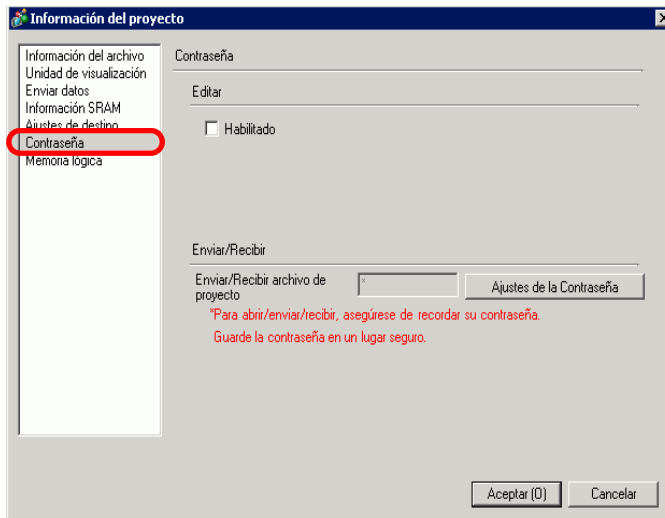 Información del proyecto
Información del archivo
Unidad de visualización
Enviar datos
Información SRAM
Ajustes de destino
Contraseña
Memoria lógica
Contraseña
Editar
Habilitado
Enviar/Recibir
Enviar/Recibir archivo de
proyecto
*
Ajustes de la Contraseña
*Para abrir/enviar/recibir, asegúrese de recordar su contraseña.
Guarde la contraseña en un lugar seguro.
Aceptar (O)
Cancelar